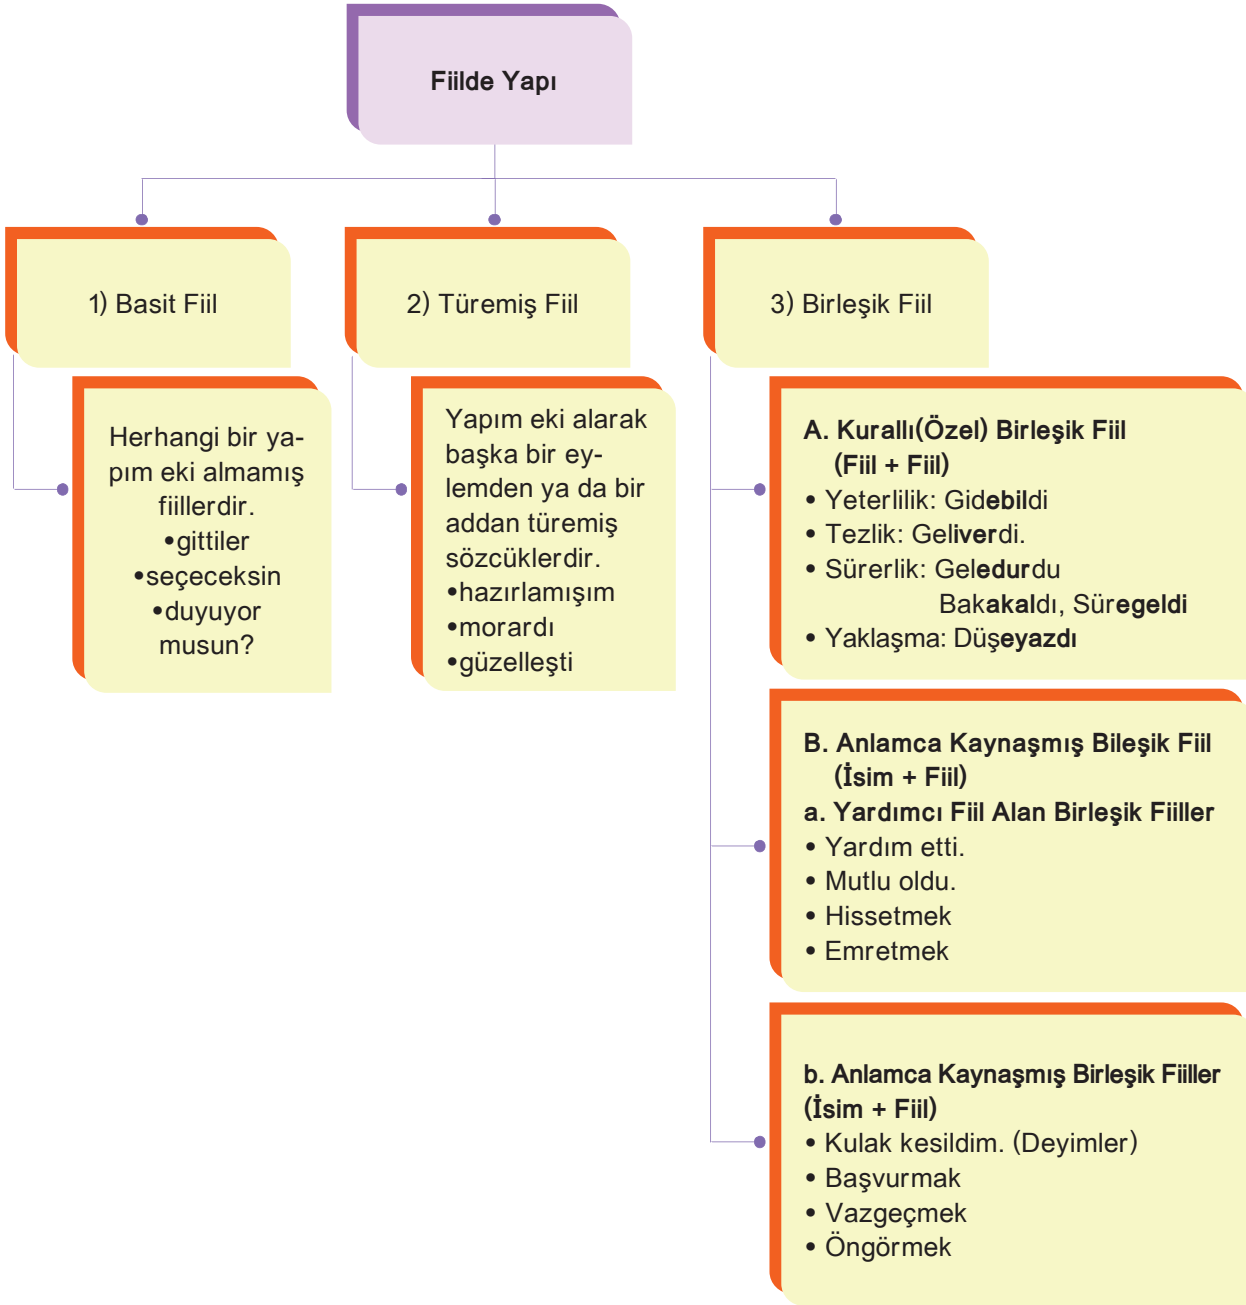 Fiilde Yapı
1) Basit Fiil
Herhangi bir ya-
pım eki almamış
fiillerdir.
•gittiler
•seçeceksin
•duyuyor
musun?
2) Türemiş Fiil
Yapım eki alarak
başka bir ey-
lemden ya da bir
addan türemiş
sözcüklerdir.
•hazırlamışım
•morardı
•güzelleşti
3) Birleşik Fiil
A. Kurallı(Özel) Birleşik Fiil
(Fiil + Fiil)
• Yeterlilik: Gidebildi
• Tezlik: Geliverdi.
• Sürerlik: Geledurdu
Bakakaldı, Süregeldi
• Yaklaşma: Düşeyazdı
B. Anlamca Kaynaşmış Bileşik Fiil
(İsim + Fiil)
a. Yardımcı Fiil Alan Birleşik Fiiller
• Yardım etti.
• Mutlu oldu.
• Hissetmek
• Emretmek
b. Anlamca Kaynaşmış Birleşik Fiiller
(İsim + Fiil)
• Kulak kesildim. (Deyimler)
• Başvurmak
• Vazgeçmek
• Öngörmek